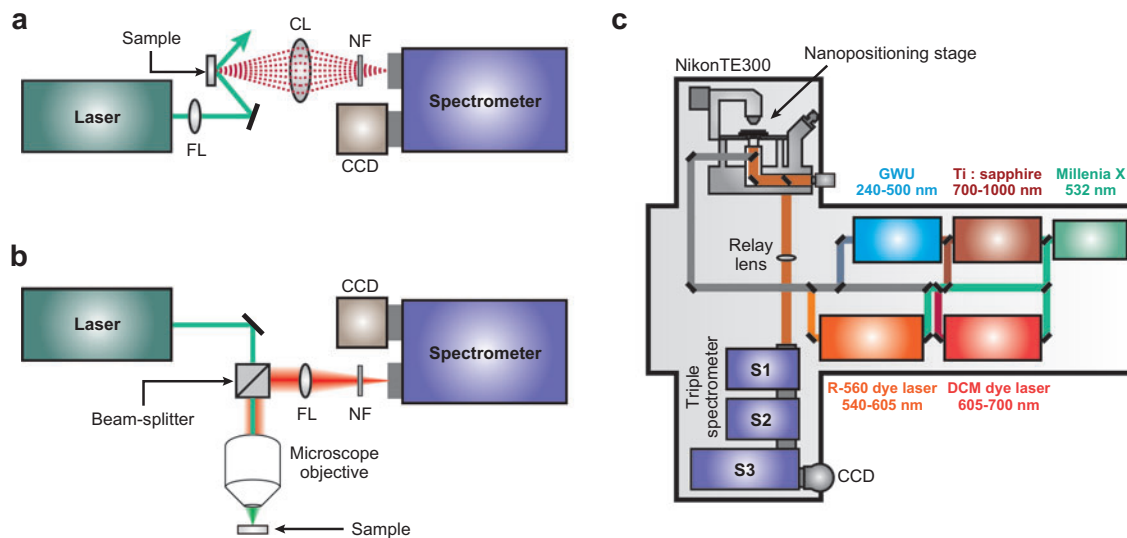 a
Sample
CL
NF
Laser
FL
CCD
Spectrometer
b
Laser
CCD
Spectrometer
Beam-splitter
FL
NF
Microscope
objective
Sample
c
NikonTE300
Nanopositioning stage
GWU
240-500 nm
Ti : sapphire
700-1000 nm
Millenia X
532 nm
Relay
lens
Triple
spectrometer
S1
S2
S3
R-560 dye laser
540-605 nm
DCM dye laser
605-700 nm
CCD